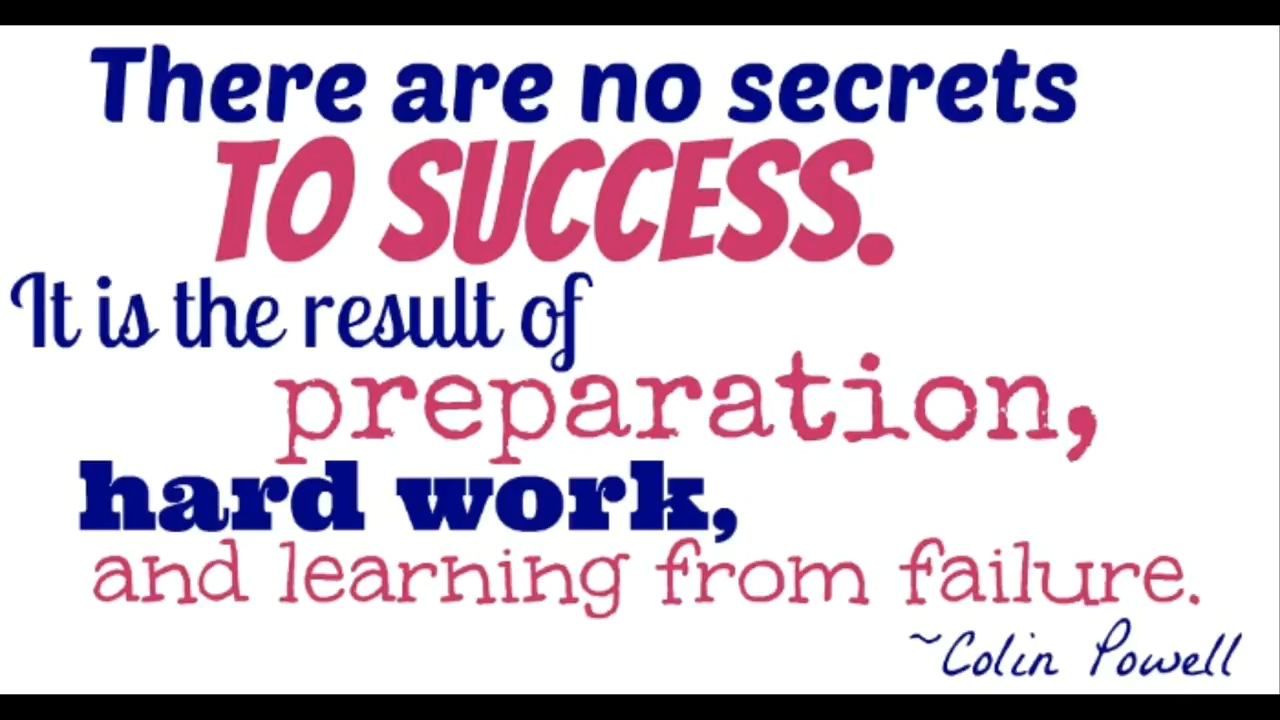 There are no secrets
TO SUCCESS.
It is the result of
preparation,
hard work,
and learning from failure.
~Colin Powell